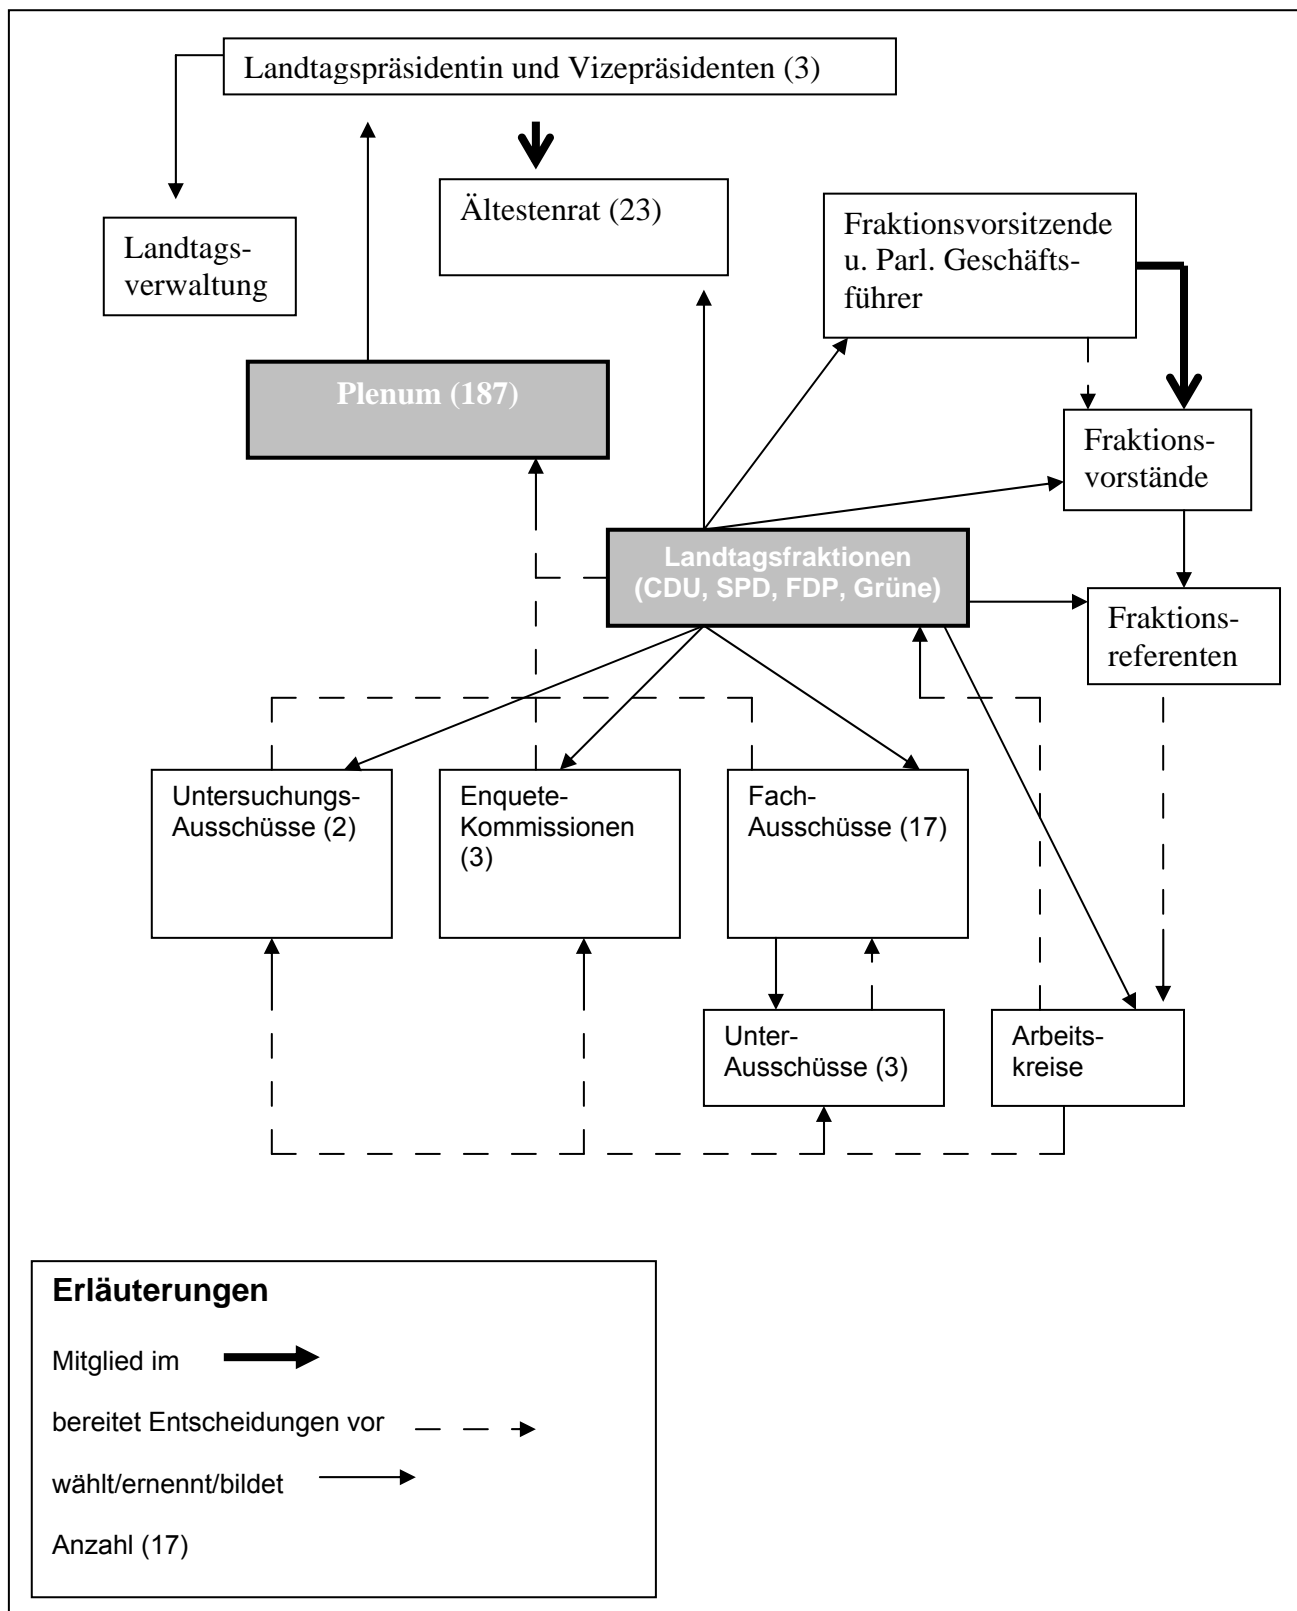 Landtagspräsidentin und Vizepräsidenten (3)
Ältestenrat (23)
Fraktionsvorsitzende
u. Parl. Geschäfts-
führer
Landtags-
verwaltung
Plenum (187)
Fraktions-
vorstände
Landtagsfraktionen
(CDU, SPD, FDP, Grüne)
Fraktions-
referenten
Untersuchungs-
Ausschüsse (2)
Enquete-
Kommissionen
(3)
Fach-
Ausschüsse (17)
Unter-
Ausschüsse (3)
Arbeits-
kreise
Erläuterungen
Mitglied im
bereitet Entscheidungen vor
wählt/ernennt/bildet
Anzahl (17)